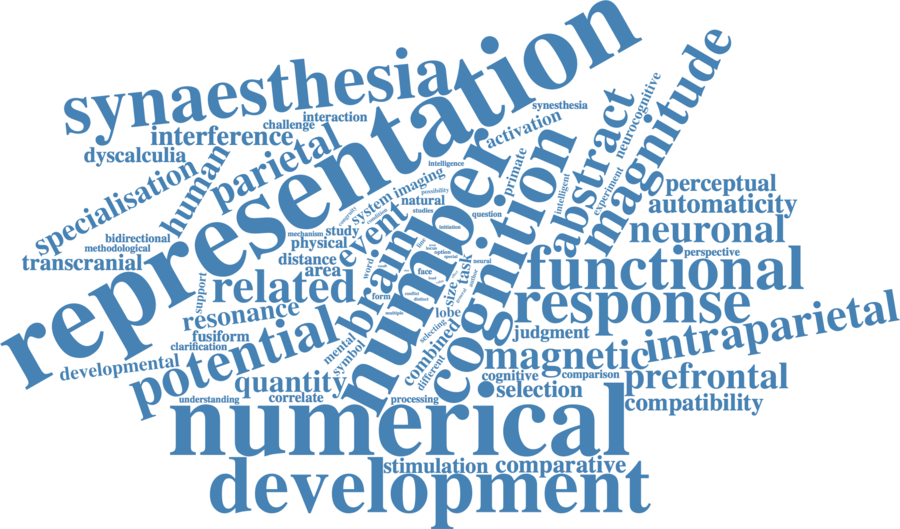 representation
synaesthesia
interaction
challenge
interference
dyscalculia
parietal
human
specialisation
bidirectional
methodological
transcranial
synesthesia
activation
intelligence
number
cognition
primate
abstract
neurocognitive
magnitude
intelligent
experiment
perceptual
automaticity
neuronal
perspective
functional
response
system
imaging
possibility
natural
studies
question
initiation
event
mechanism
study
physical
distance
area
brain
word
support
related
resonance
fusiform
clarification
developmental
potential
form
face
option
special
neural
task
size
lobe
distinct
multiple
selecting
combined
different
mental
symbol
judgment
magnetic
intraparietal
cognitive
comparison
prefrontal
selection
compatibility
quantity
correlate
understanding
processing
numerical
stimulation
comparative
development